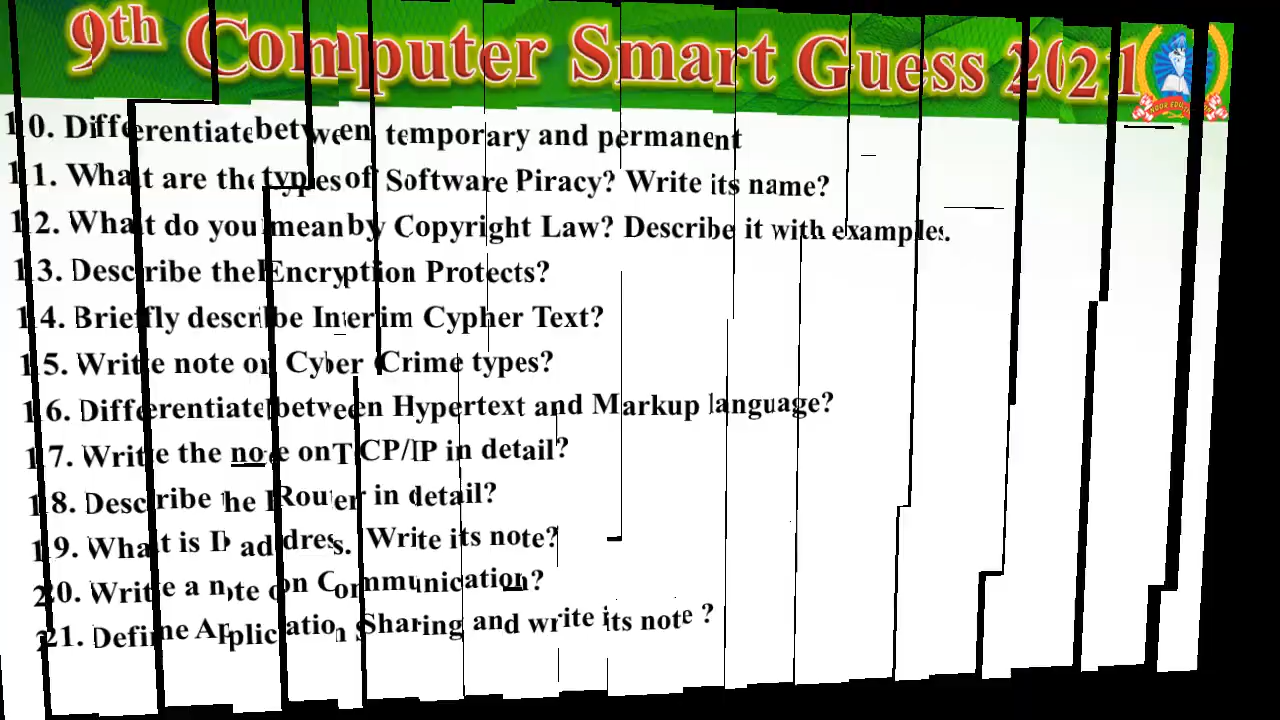 9th Computer Smart Guess 2021
10. Differentiate between temporary and permanent
11. What are the types of Software Piracy? Write its name?
12. What do you mean by Copyright Law? Describe it with examples.
13. Describe the Encryption Protects?
14. Briefly describe Interim Cypher Text?
15. Write note on Cyber Crime types?
16. Differentiate between Hypertext and Markup language?
17. Write the note on TCP/IP in detail?
18. Describe the Router in detail?
19. What is IP address. Write its note?
20. Write a note on Communication?
21. Define Application Sharing and write its note ?